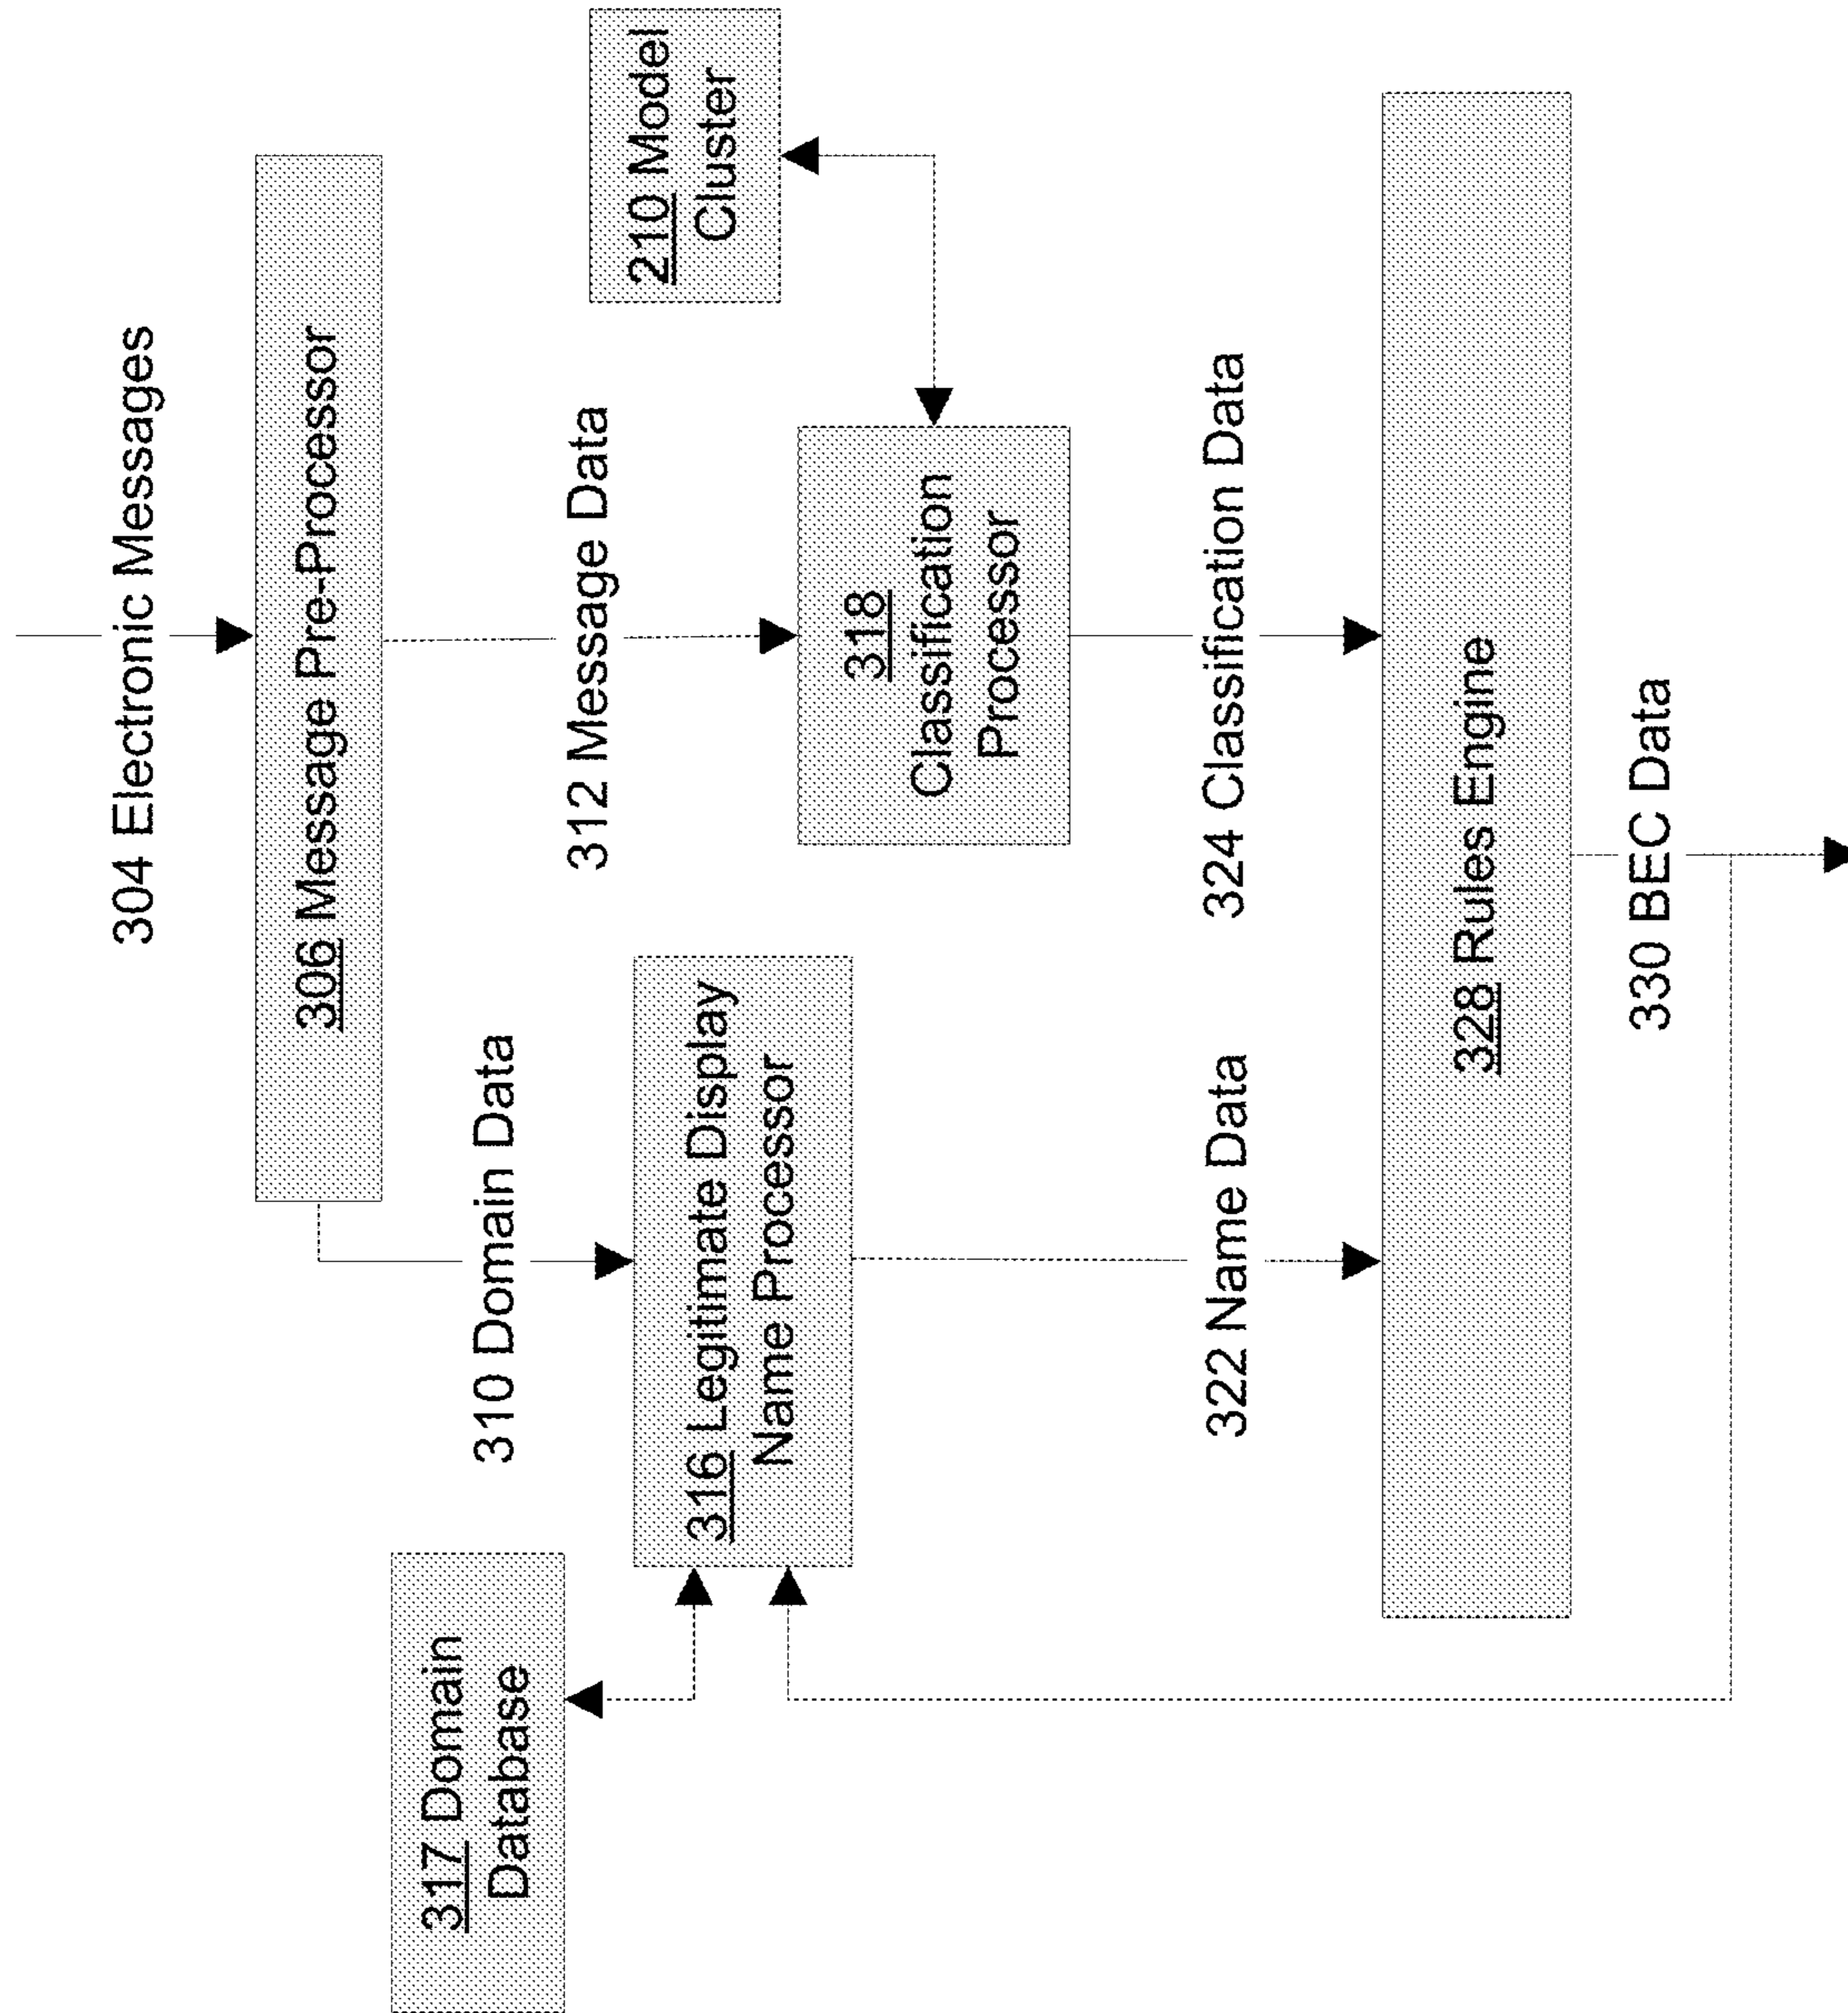 304 Electronic Messages
306 Message Pre-Processor
310 Domain Data
312 Message Data
317 Domain
Database
316 Legitimate Display
Name Processor
318
Classification
Processor
210 Model
Cluster
322 Name Data
324 Classification Data
328 Rules Engine
330 BEC Data